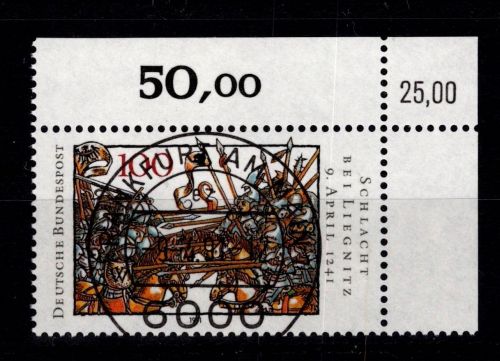 50,00
25,00
DEUTSCHE BUNDESPOST
100
SCHLACHT
BEI LIEGNITZ
9. APRIL 1241
6000